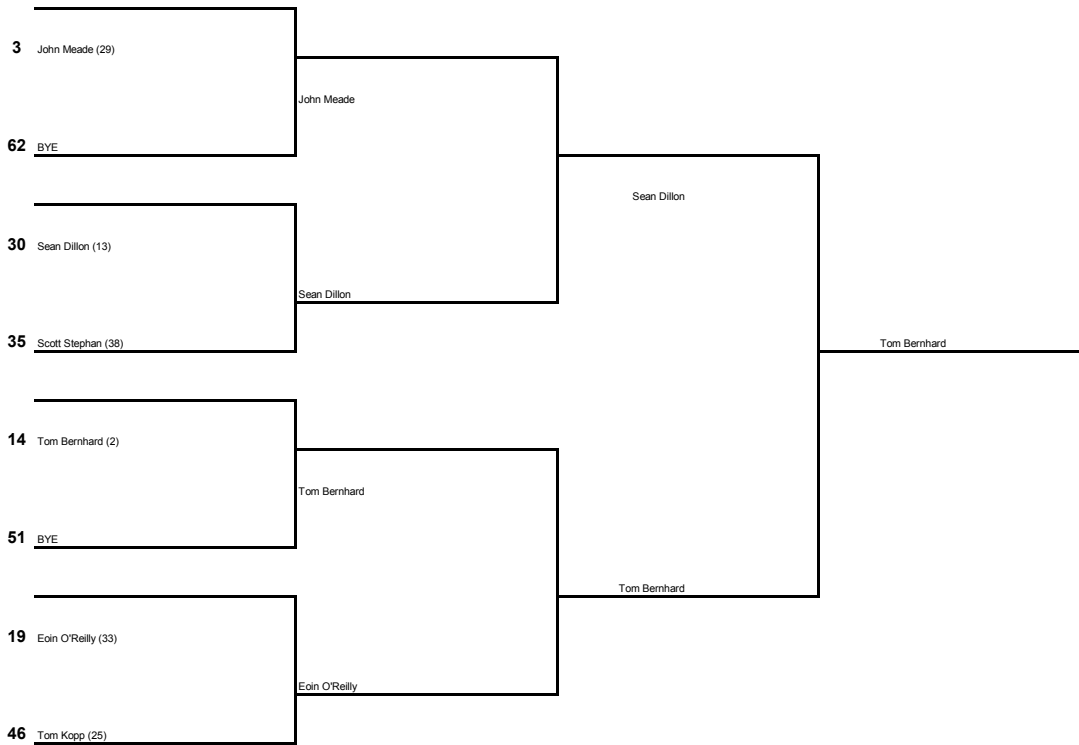 3 John Meade (29)
John Meade
62 BYE
Sean Dillon
30 Sean Dillon (13)
Sean Dillon
35 Scott Stephan (38)
Tom Bernhard
14 Tom Bernhard (2)
Tom Bernhard
51 BYE
Tom Bernhard
19 Eoin O'Reilly (33)
Eoin O'Reilly
46 Tom Kopp (25)